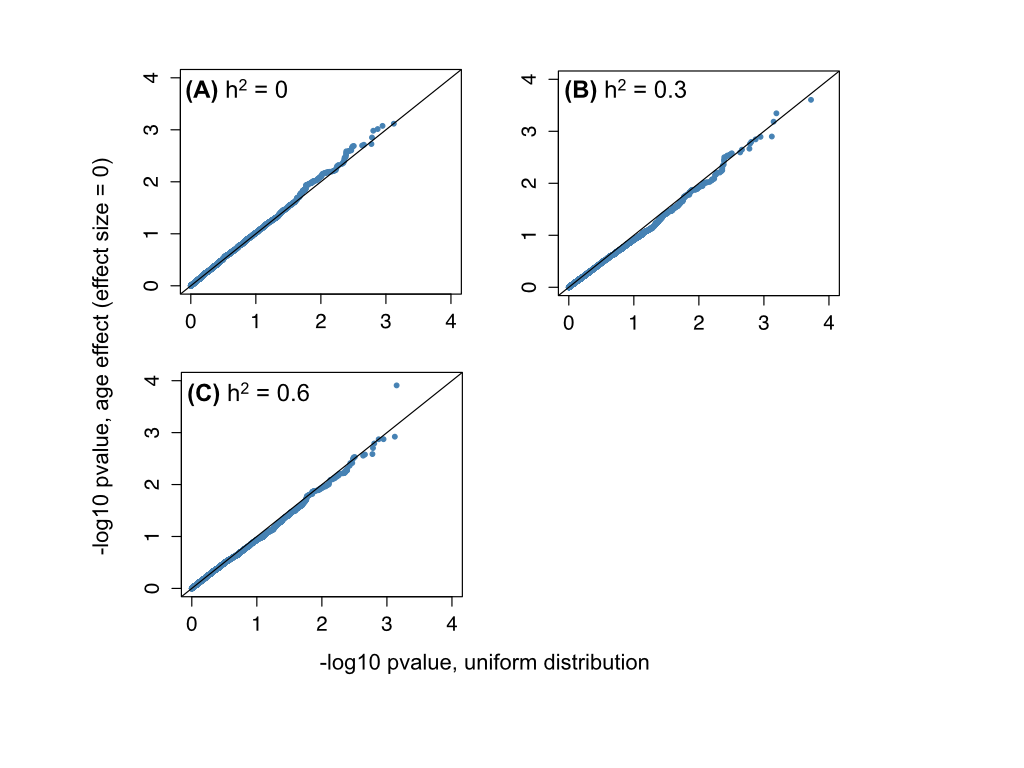 (A) h² = 0
4
3
2
1
0
0 1 2 3 4
(B) h² = 0.3
4
3
2
1
0
0 1 2 3 4
(C) h² = 0.6
4
3
2
1
0
0 1 2 3 4
-log10 pvalue, age effect (effect size = 0)
-log10 pvalue, uniform distribution